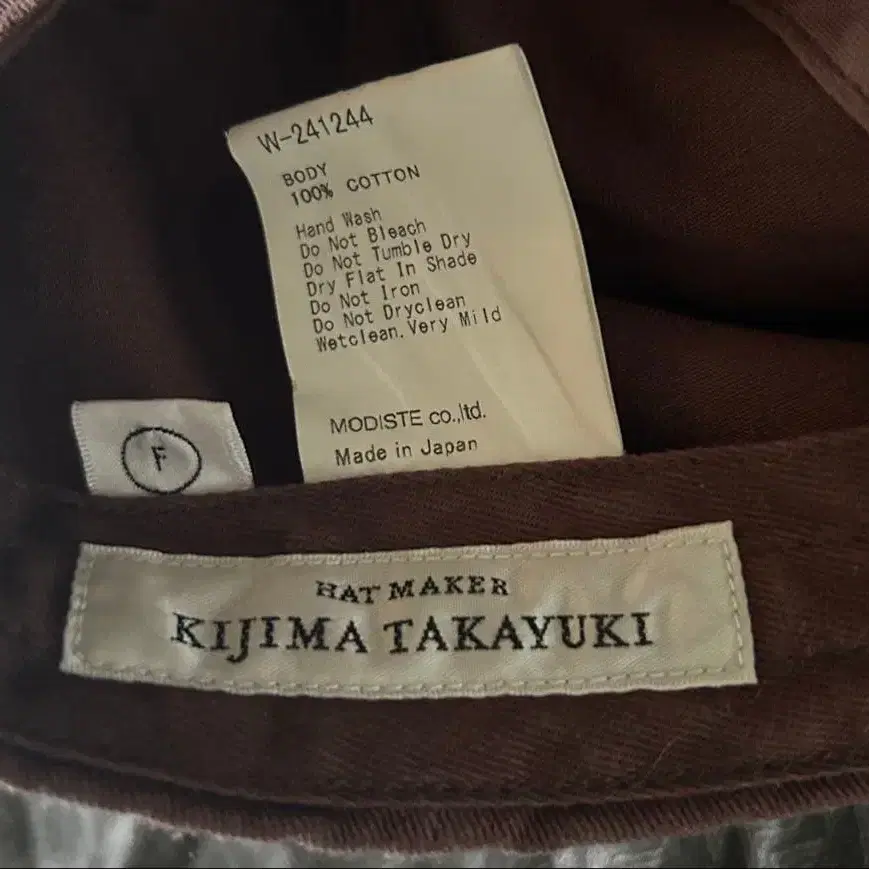 W-241244
BODY
100% COTTON
Hand Wash
Do Not Bleach
Do Not Tumble Dry
Dry Flat In Shade
Do Not Iron
Do Not Dryclean
Wetclean.Very Mild
MODISTE co.,ltd.
Made in Japan
F
HAT MAKER
KIJIMA TAKAYUKI